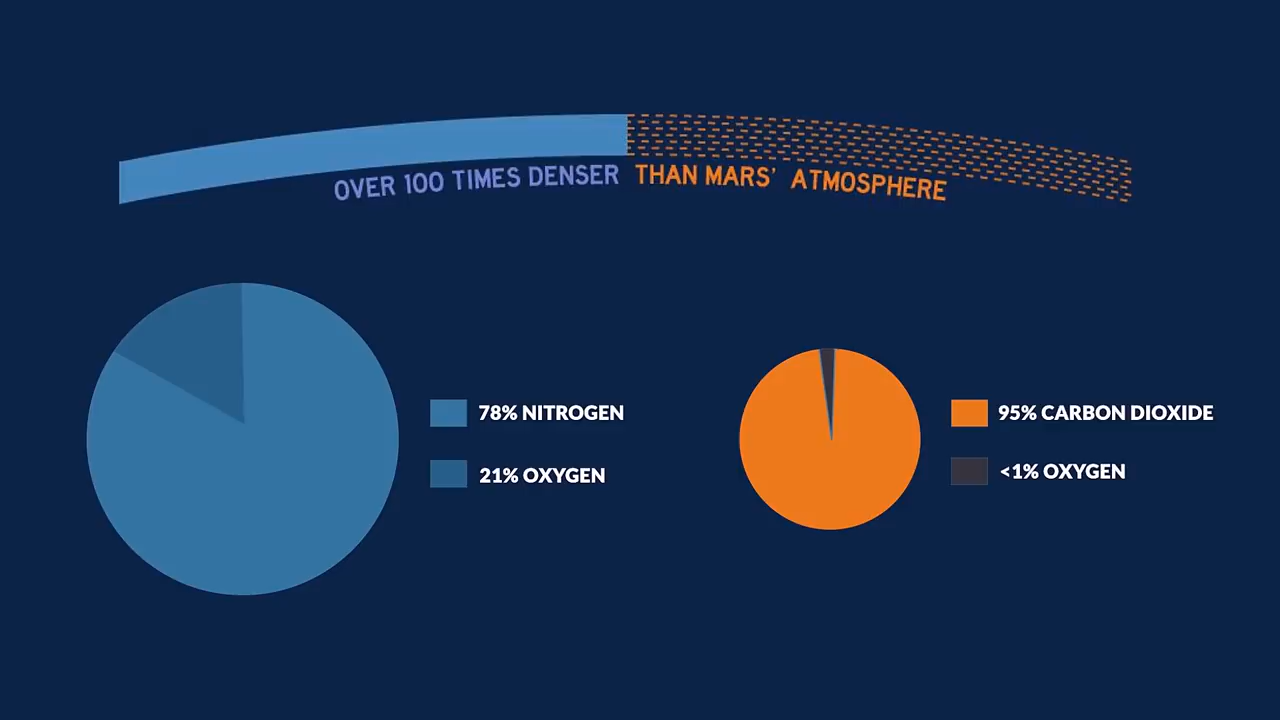 OVER 100 TIMES DENSER THAN MARS' ATMOSPHERE
78% NITROGEN
21% OXYGEN
95% CARBON DIOXIDE
<1% OXYGEN